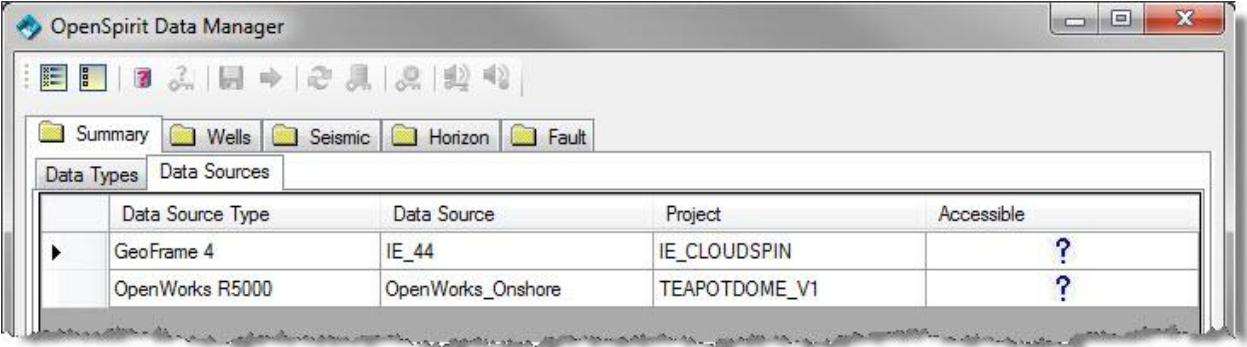 OpenSpirit Data Manager
Summary Wells Seismic Horizon Fault
Data Types Data Sources
Data Source Type Data Source Project Accessible
GeoFrame 4 IE_44 IE_CLOUDSPIN ?
OpenWorks R5000 OpenWorks_Onshore TEAPOTDOME_V1 ?